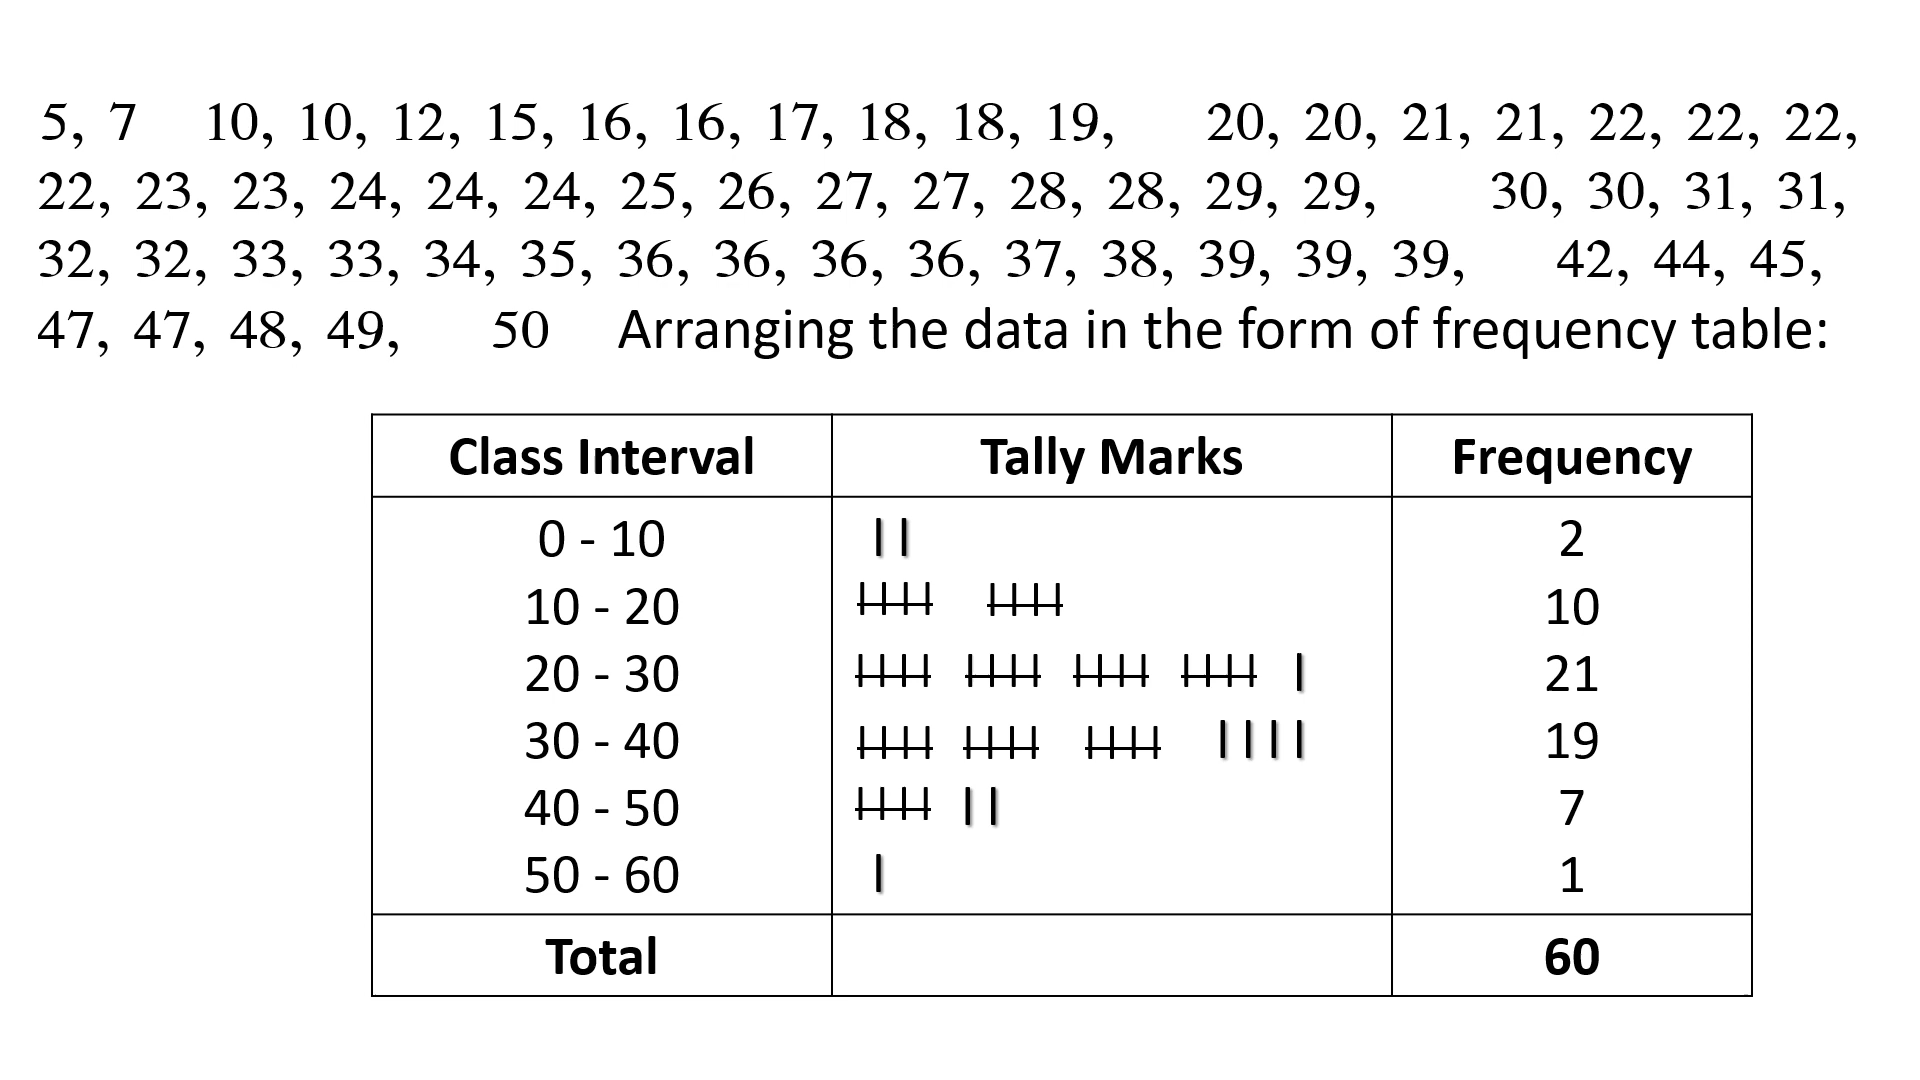 5, 7 10, 10, 12, 15, 16, 16, 17, 18, 18, 19, 20, 20, 21, 21, 22, 22, 22,
22, 23, 23, 24, 24, 24, 25, 26, 27, 27, 28, 28, 29, 29, 30, 30, 31, 31,
32, 32, 33, 33, 34, 35, 36, 36, 36, 36, 37, 38, 39, 39, 39, 42, 44, 45,
47, 47, 48, 49, 50 Arranging the data in the form of frequency table:
Class Interval Tally Marks Frequency
0 - 10 || 2
10 - 20 𝍸 𝍸 10
20 - 30 𝍸 𝍸 𝍸 𝍸 | 21
30 - 40 𝍸 𝍸 𝍸 |||| 19
40 - 50 𝍸 || 7
50 - 60 | 1
Total 60